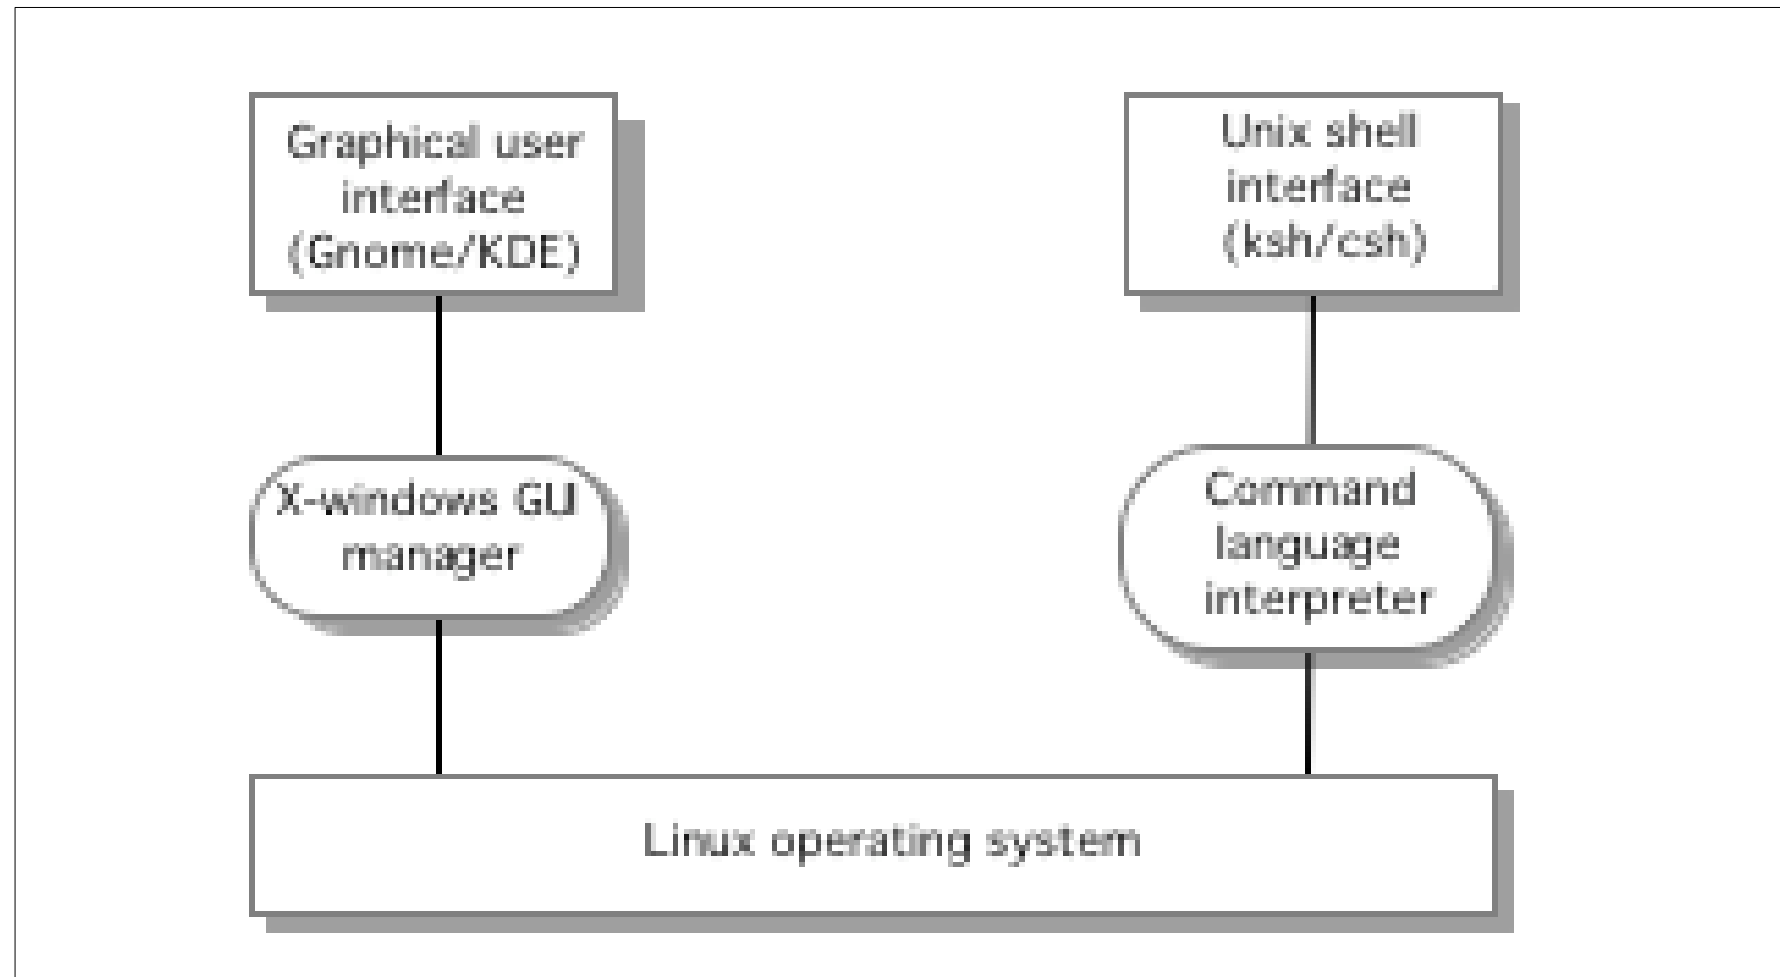 Graphical user
interface
(Gnome/KDE)
Unix shell
interface
(ksh/csh)
X-windows GUI
manager
Command
language
interpreter
Linux operating system